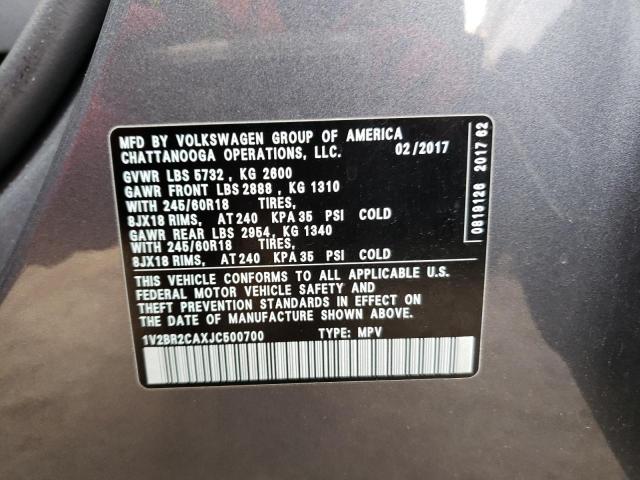 MFD BY VOLKSWAGEN GROUP OF AMERICA
CHATTANOOGA OPERATIONS, LLC. 02/2017
GVWR LBS 5732 , KG 2600
GAWR FRONT LBS 2888 , KG 1310
WITH 245/60R18 TIRES,
8JX18 RIMS, AT 240 KPA 35 PSI COLD
GAWR REAR LBS 2954, KG 1340
WITH 245/60R18 TIRES,
8JX18 RIMS, AT 240 KPA 35 PSI COLD
THIS VEHICLE CONFORMS TO ALL APPLICABLE U.S.
FEDERAL MOTOR VEHICLE SAFETY AND
THEFT PREVENTION STANDARDS IN EFFECT ON
THE DATE OF MANUFACTURE SHOWN ABOVE.
1V2BR2CAXJC500700 TYPE: MPV
0819126 2017 62